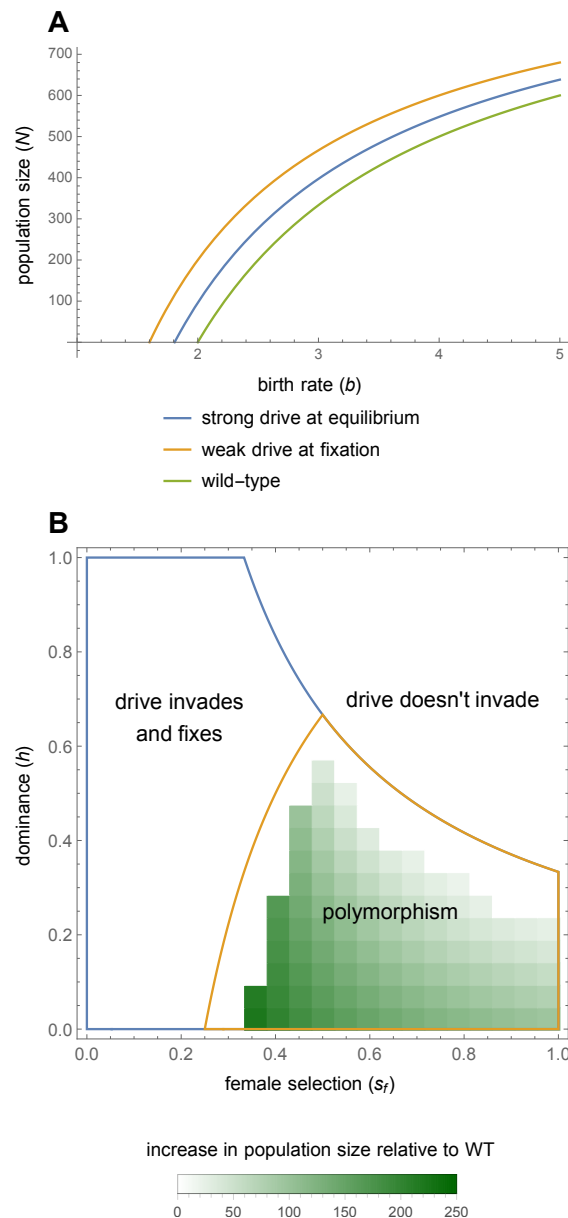 A
700
600
500
400
300
200
100
population size (N)
2
3
4
5
birth rate (b)
strong drive at equilibrium
weak drive at fixation
wild-type
B
1.0
0.8
0.6
0.4
0.2
0.0
dominance (h)
drive invades
and fixes
drive doesn't invade
polymorphism
0.0
0.2
0.4
0.6
0.8
1.0
female selection (sf)
increase in population size relative to WT
0
50
100
150
200
250